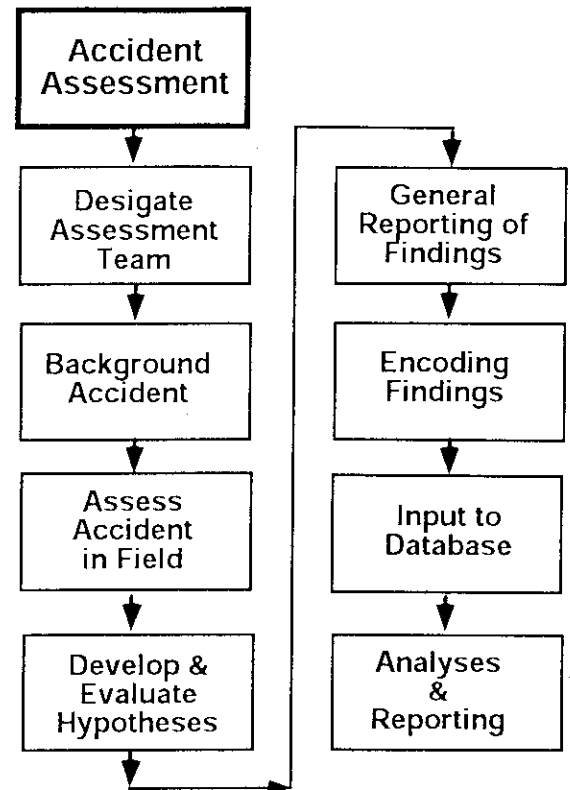 Accident
Assessment
Desigate
Assessment
Team
Background
Accident
Assess
Accident
in Field
Develop &
Evaluate
Hypotheses
General
Reporting of
Findings
Encoding
Findings
Input to
Database
Analyses
&
Reporting